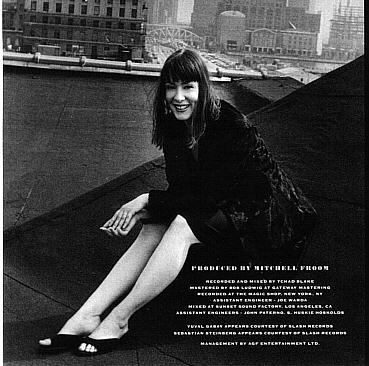 PRODUCED BY MITCHELL FROOM
RECORDED AND MIXED BY TCHAD BLAKE
MASTERED BY BOB LUDWIG AT GATEWAY MASTERING
RECORDED AT THE MAGIC SHOP, NEW YORK, NY
ASSISTANT ENGINEER - JOE WARDA
MIXED AT SUNSET SOUND FACTORY, LOS ANGELES, CA
ASSISTANT ENGINEERS - JOHN PATERNO, S. HUSKIE HOSKOLDS
YUVAL GABAY APPEARS COURTESY OF SLASH RECORDS
SEBASTIAN STEINBERG APPEARS COURTESY OF SLASH RECORDS
MANAGEMENT BY AGF ENTERTAINMENT LTD.